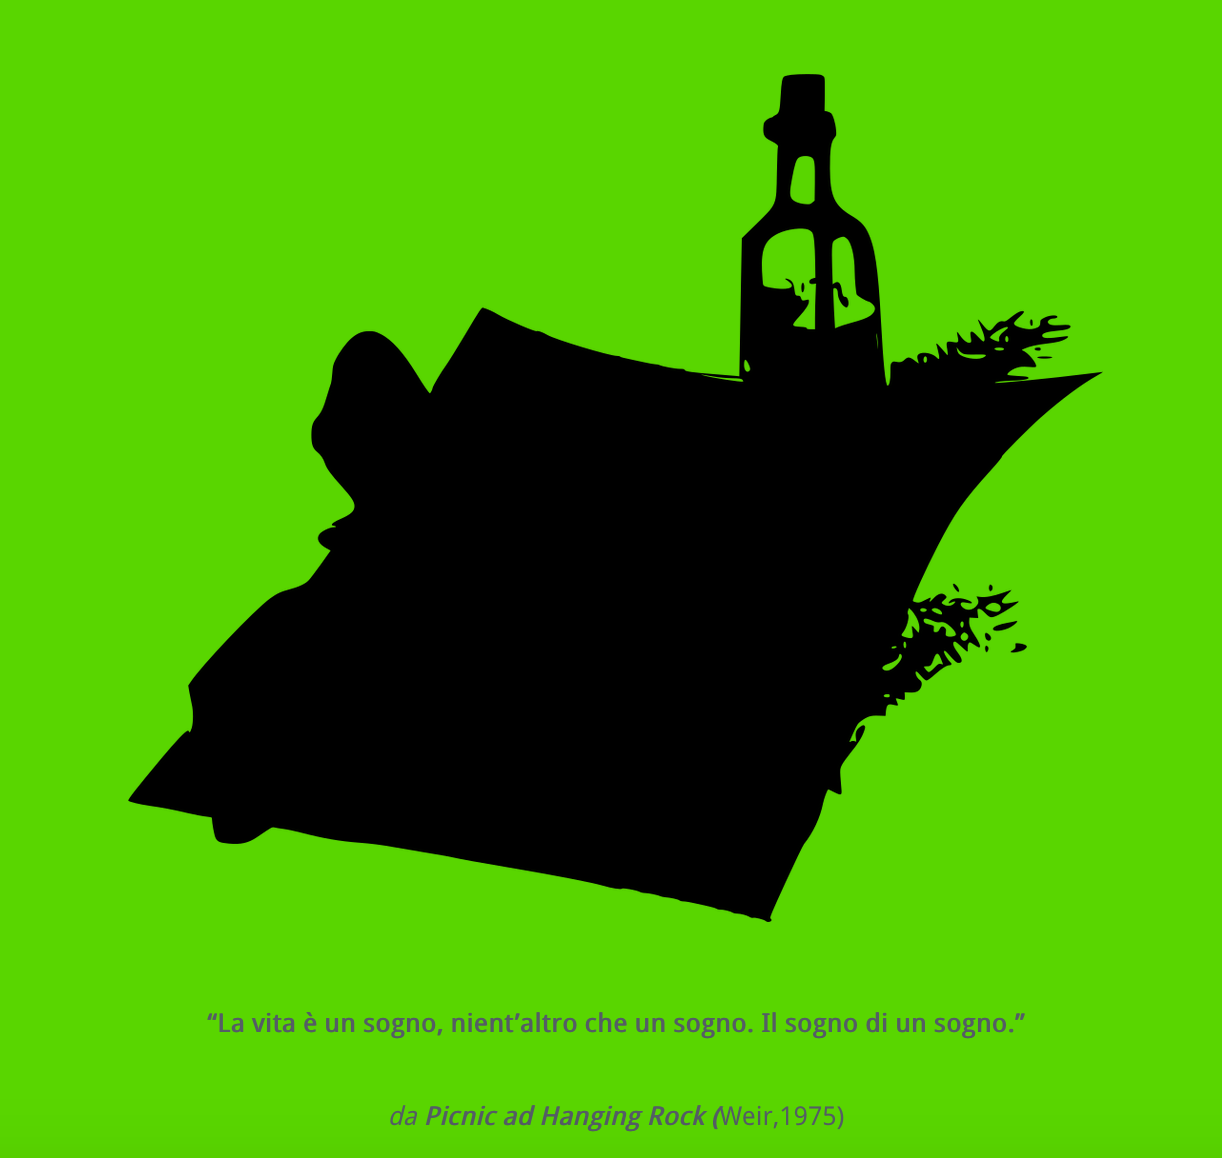 “La vita è un sogno, nient’altro che un sogno. Il sogno di un sogno.”
da Picnic ad Hanging Rock (Weir,1975)